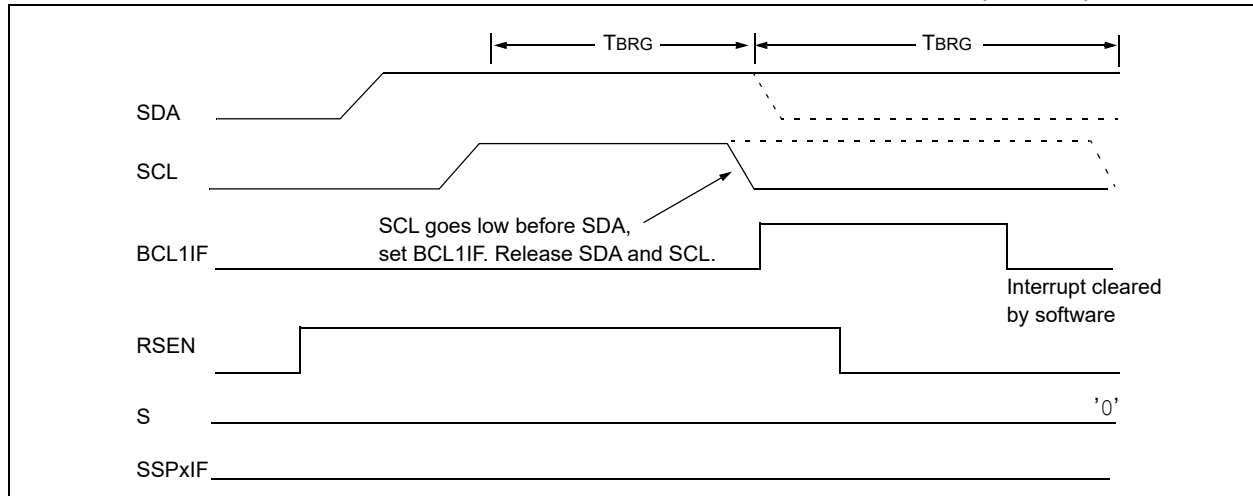 TBRG
TBRG
SDA
SCL
SCL goes low before SDA,
set BCL1IF. Release SDA and SCL.
BCL1IF
Interrupt cleared
by software
RSEN
S
'0'
SSPxIF